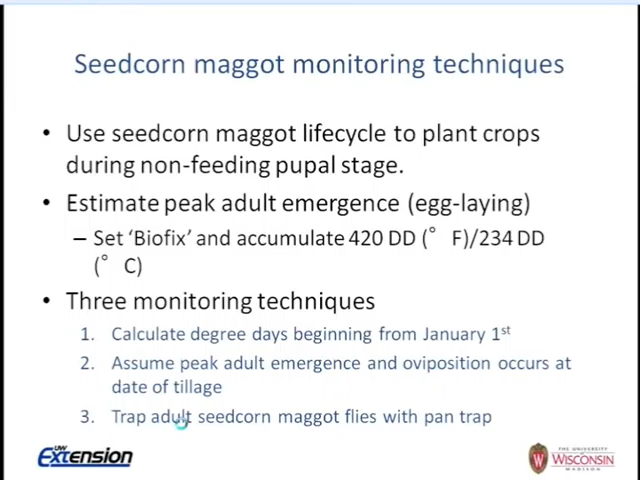 Seedcorn maggot monitoring techniques
• Use seedcorn maggot lifecycle to plant crops
during non-feeding pupal stage.
• Estimate peak adult emergence (egg-laying)
– Set ‘Biofix’ and accumulate 420 DD (° F)/234 DD
(° C)
• Three monitoring techniques
1. Calculate degree days beginning from January 1st
2. Assume peak adult emergence and oviposition occurs at
date of tillage
3. Trap adult seedcorn maggot flies with pan trap
UW
Extension
THE UNIVERSITY
WISCONSIN
MADISON